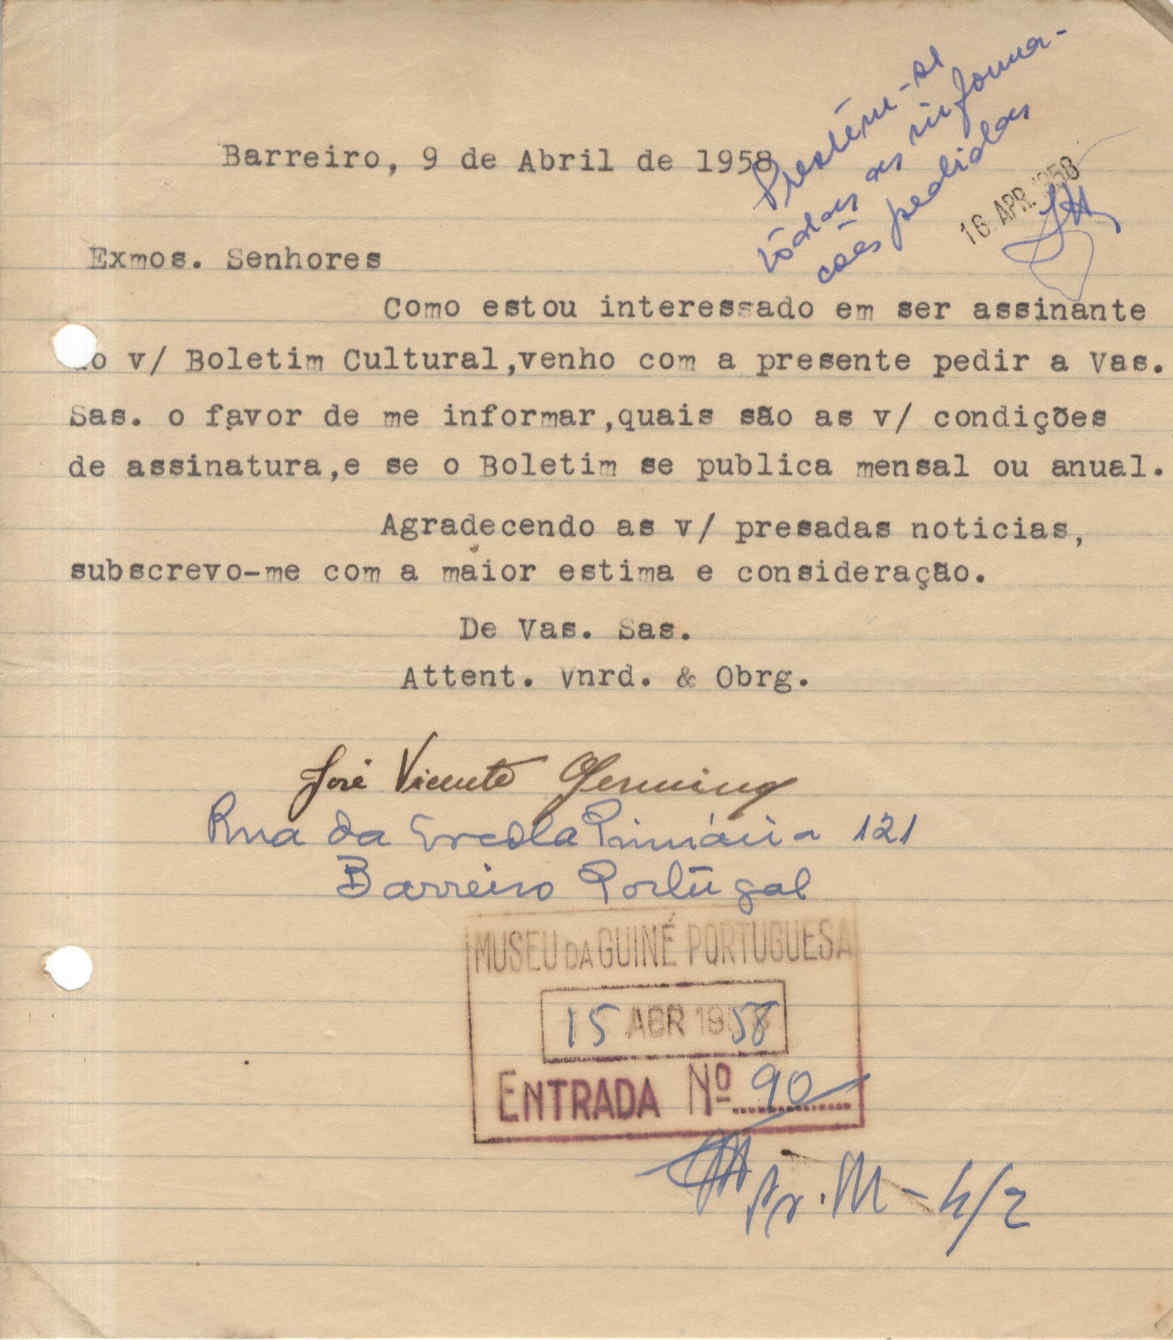 Prestem-se
tôdas as informa-
ções pedidas
16 APR. 1958
Barreiro, 9 de Abril de 1958
Exmos. Senhores
Como estou interessado em ser assinante
do v/ Boletim Cultural,venho com a presente pedir a Vas.
Sas. o favor de me informar,quais são as v/ condições
de assinatura,e se o Boletim se publica mensal ou anual.
Agradecendo as v/ presadas noticias,
subscrevo-me com a maior estima e consideração.
De Vas. Sas.
Attent. Vnrd. & Obrg.
José Vicente
Rua da Escola Primária 121
Barreiro Portugal
MUSEU DA GUINÉ PORTUGUESA
15 ABR 1958
ENTRADA Nº 90
Pr. M - 4/2